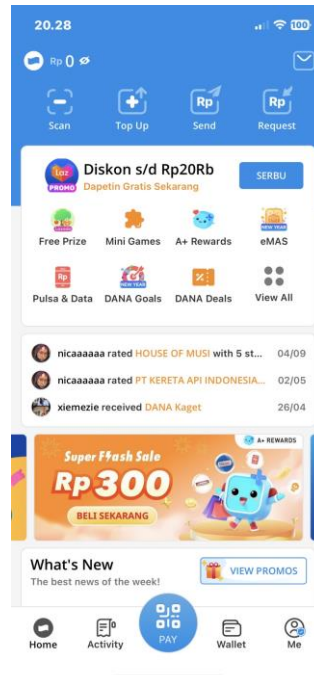 20.28
100
Rp 0
Scan
Top Up
Rp
Send
Rp
Request
Laz
PROMO
Diskon s/d Rp20Rb
Dapetin Gratis Sekarang
SERBU
Free Prize
Mini Games
A+ Rewards
NEW YEAR
eMAS
Rp
Pulsa & Data
NEW YEAR
DANA Goals
DANA Deals
View All
nicaaaaaa rated HOUSE OF MUSI with 5 st... 04/09
nicaaaaaa rated PT KERETA API INDONESIA... 02/05
xiemezie received DANA Kaget 26/04
A+ REWARDS
Super Flash Sale
Rp300
BELI SEKARANG
What's New
The best news of the week!
VIEW PROMOS
Home
Activity
PAY
Wallet
Me